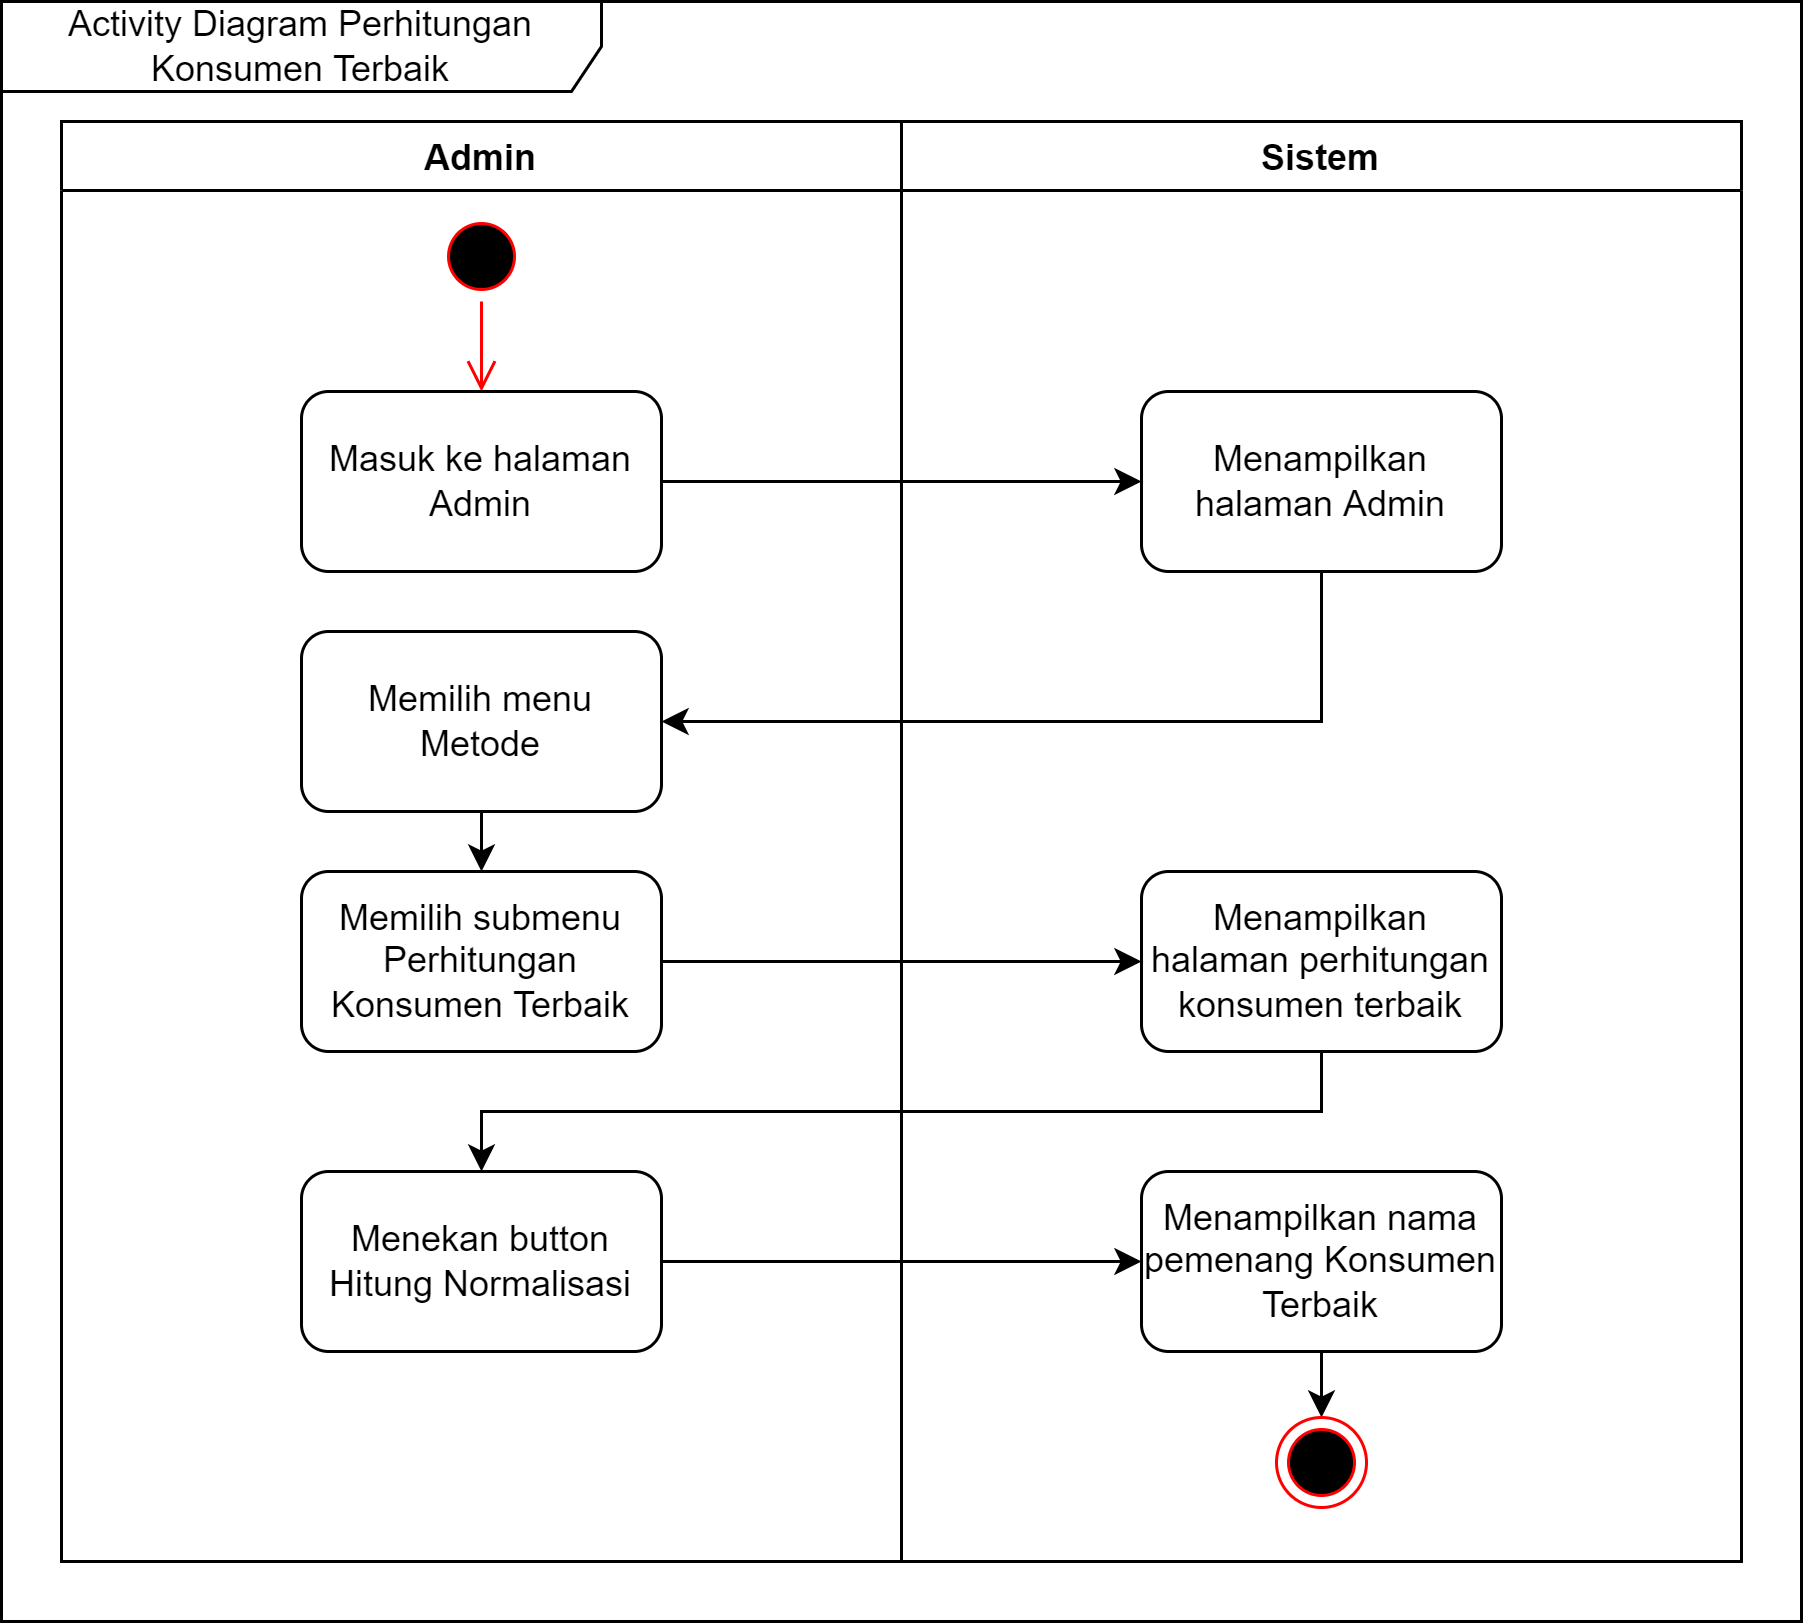 Activity Diagram Perhitungan
Konsumen Terbaik
Admin
Sistem
Masuk ke halaman
Admin
Menampilkan
halaman Admin
Memilih menu
Metode
Memilih submenu
Perhitungan
Konsumen Terbaik
Menampilkan
halaman perhitungan
konsumen terbaik
Menekan button
Hitung Normalisasi
Menampilkan nama
pemenang Konsumen
Terbaik